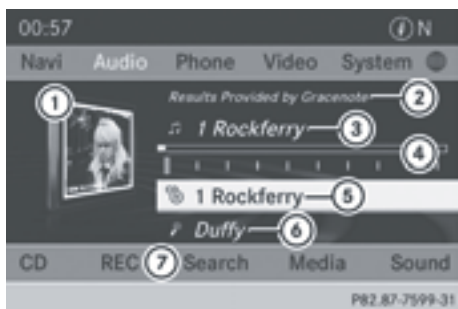 00:57 N
Navi Audio Phone Video System
1
Results Provided by Gracenote 2
1 Rockferry 3
4
1 Rockferry 5
Duffy 6
CD REC 7 Search Media Sound
P82.87-7599-31